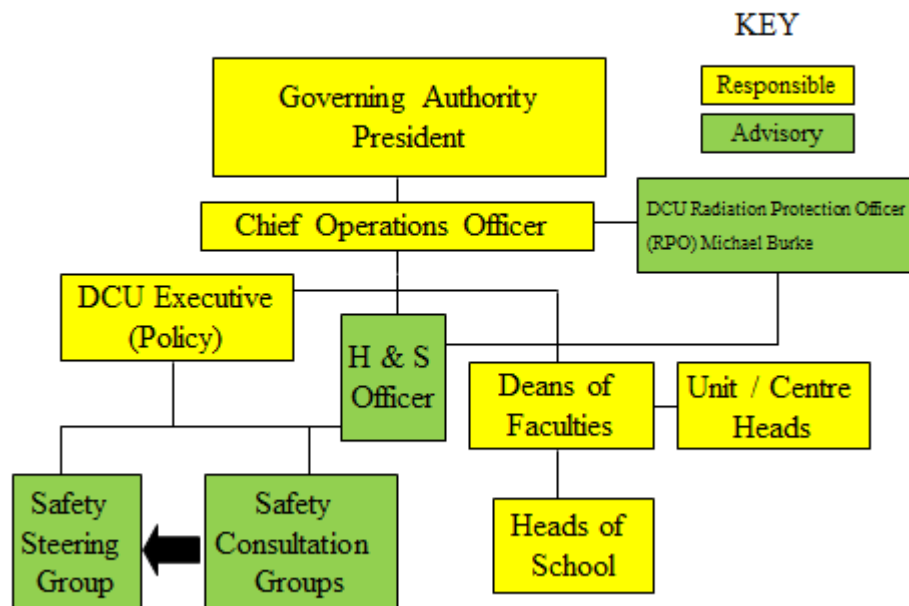 KEY
Responsible
Advisory
Governing Authority
President
Chief Operations Officer
DCU Radiation Protection Officer
(RPO) Michael Burke
DCU Executive
(Policy)
H & S
Officer
Deans of
Faculties
Unit / Centre
Heads
Safety
Steering
Group
Safety
Consultation
Groups
Heads of
School